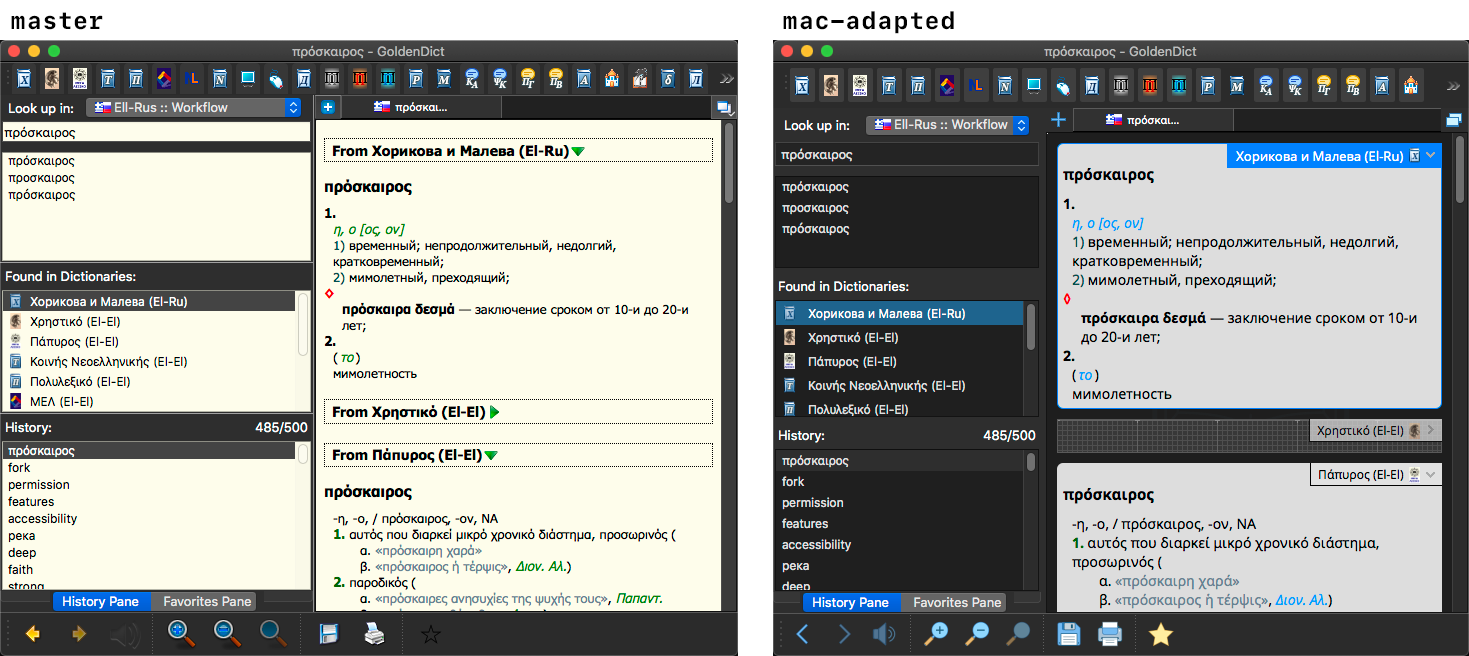 master
πρόσκαιρος - GoldenDict
Look up in:
Ell-Rus :: Workflow
πρόσκαι...
πρόσκαιρος
πρόσκαιρος
προσκαιρος
πρόσκαιρος
Found in Dictionaries:
Хорикова и Малева (El-Ru)
Χρηστικό (El-El)
Πάπυρος (El-El)
Κοινής Νεοελληνικής (El-El)
Πολυλεξικό (El-El)
ΜΕΛ (El-El)
History:
485/500
πρόσκαιρος
fork
permission
features
accessibility
река
deep
faith
strong
History Pane
Favorites Pane
From Хорикова и Малева (El-Ru)
πρόσκαιρος
1.
η, ο [ος, ον]
1) временный; непродолжительный, недолгий,
кратковременный;
2) мимолетный, преходящий;
πρόσκαιρα δεσμά — заключение сроком от 10-и до 20-и
лет;
2.
(το)
мимолетность
From Χρηστικό (El-El)
From Πάπυρος (El-El)
πρόσκαιρος
-η, -ο, / πρόσκαιρος, -ον, ΝΑ
1. αυτός που διαρκεί μικρό χρονικό διάστημα, προσωρινός (
α. «πρόσκαιρη χαρά»
β. «πρόσκαιρος ἡ τέρψις», Διον. Αλ.)
2. παροδικός (
α. «πρόσκαιρες ανησυχίες της ψυχής τους», Παπαντ.
mac-adapted
πρόσκαιρος - GoldenDict
Look up in:
Ell-Rus :: Workflow
πρόσκαι...
πρόσκαιρος
πρόσκαιρος
προσκαιρος
πρόσκαιρος
Found in Dictionaries:
Хорикова и Малева (El-Ru)
Χρηστικό (El-El)
Πάπυρος (El-El)
Κοινής Νεοελληνικής (El-El)
Πολυλεξικό (El-El)
History:
485/500
πρόσκαιρος
fork
permission
features
accessibility
река
deep
History Pane
Favorites Pane
Хорикова и Малева (El-Ru)
πρόσκαιρος
1.
η, ο [ος, ον]
1) временный; непродолжительный, недолгий,
кратковременный;
2) мимолетный, преходящий;
πρόσκαιρα δεσμά — заключение сроком от 10-и
до 20-и лет;
2.
(το)
мимолетность
Χρηστικό (El-El)
Πάπυρος (El-El)
πρόσκαιρος
-η, -ο, / πρόσκαιρος, -ον, ΝΑ
1. αυτός που διαρκεί μικρό χρονικό διάστημα,
προσωρινός (
α. «πρόσκαιρη χαρά»
β. «πρόσκαιρος ἡ τέρψις», Διον. Αλ.)